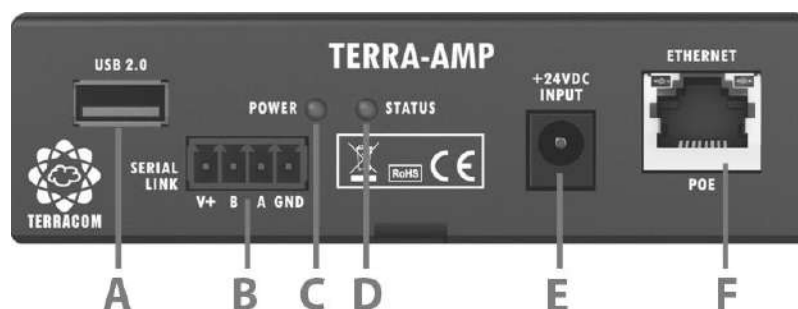 USB 2.0
TERRA-AMP
ETHERNET
+24VDC
INPUT
POWER
STATUS
SERIAL
LINK
V+ B A GND
RoHS
CE
TERRACOM
POE
A B C D E F